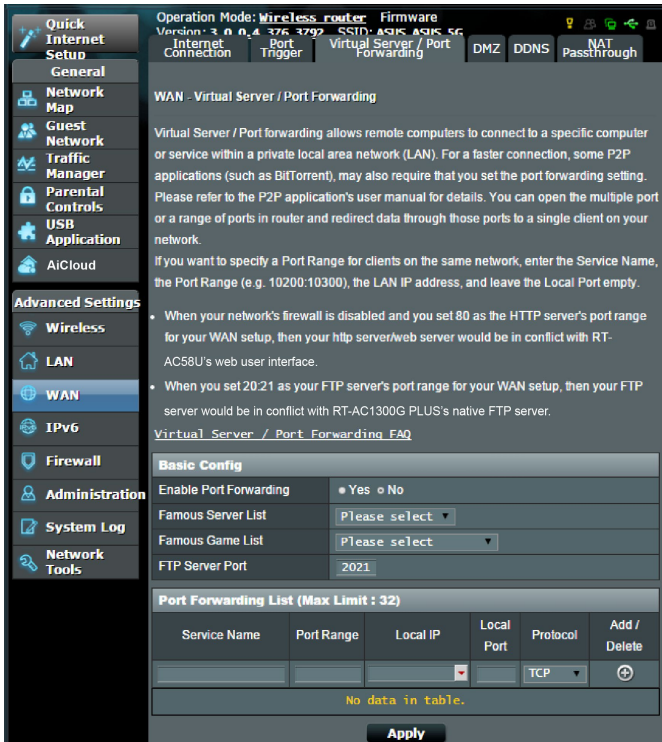 Quick
Internet
Setup
General
Network
Map
Guest
Network
Traffic
Manager
Parental
Controls
USB
Application
AiCloud
Advanced Settings
Wireless
LAN
WAN
IPv6
Firewall
Administration
System Log
Network
Tools
Operation Mode: Wireless router Firmware
Version: 3.0.0.4.376.3792 SSID: ASUS ASUS_5G
Internet
Connection
Port
Trigger
Virtual Server / Port
Forwarding
DMZ
DDNS
NAT
Passthrough
WAN - Virtual Server / Port Forwarding
Virtual Server / Port forwarding allows remote computers to connect to a specific computer
or service within a private local area network (LAN). For a faster connection, some P2P
applications (such as BitTorrent), may also require that you set the port forwarding setting.
Please refer to the P2P application's user manual for details. You can open the multiple port
or a range of ports in router and redirect data through those ports to a single client on your
network.
If you want to specify a Port Range for clients on the same network, enter the Service Name,
the Port Range (e.g. 10200:10300), the LAN IP address, and leave the Local Port empty.
• When your network's firewall is disabled and you set 80 as the HTTP server's port range
for your WAN setup, then your http server/web server would be in conflict with RT-
AC58U's web user interface.
• When you set 20:21 as your FTP server's port range for your WAN setup, then your FTP
server would be in conflict with RT-AC1300G PLUS's native FTP server.
Virtual Server / Port Forwarding FAQ
Basic Config
Enable Port Forwarding Yes No
Famous Server List Please select
Famous Game List Please select
FTP Server Port 2021
Port Forwarding List (Max Limit : 32)
Service Name Port Range Local IP Local Port Protocol Add / Delete
TCP
No data in table.
Apply